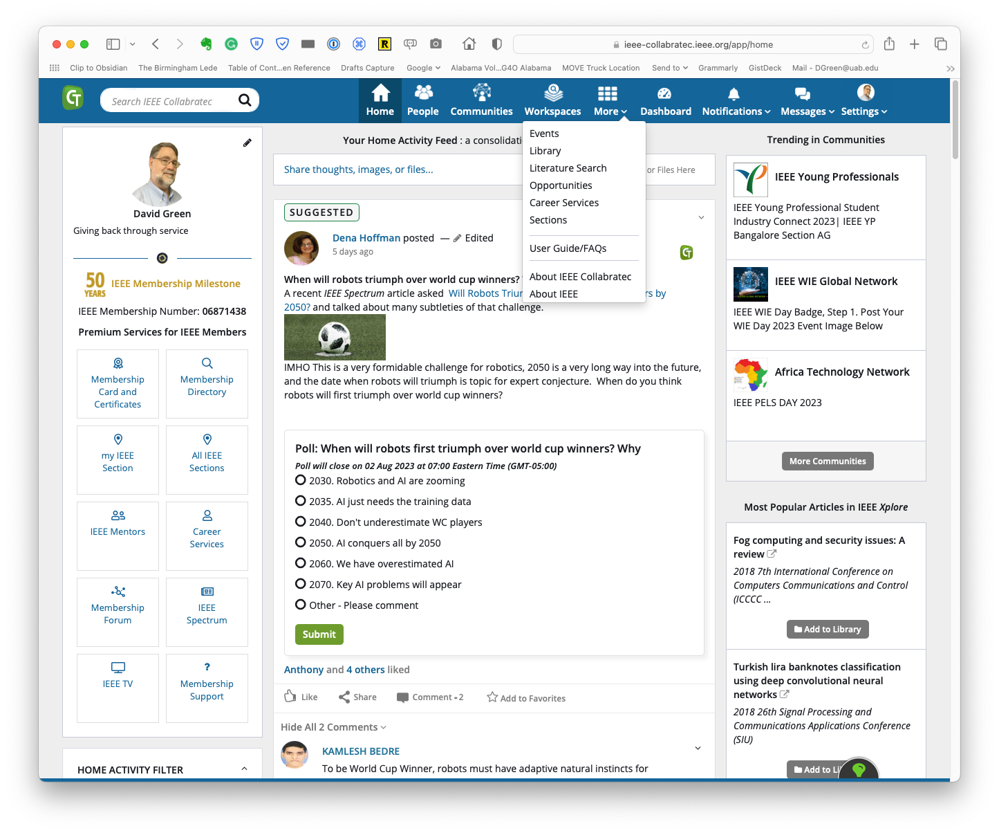 ieee-collabratec.ieee.org/app/home
Clip to Obsidian
The Birmingham Lede
Table of Cont...en Reference
Drafts Capture
Google
Alabama Vol...G4O Alabama
MOVE Truck Location
Send to
Grammarly
GistDeck
Mail - DGreen@uab.edu
Search IEEE Collabratec
Home
People
Communities
Workspaces
More
Dashboard
Notifications
Messages
Settings
Events
Library
Literature Search
Opportunities
Career Services
Sections
User Guide/FAQs
About IEEE Collabratec
About IEEE
David Green
Giving back through service
50 YEARS
IEEE Membership Milestone
IEEE Membership Number: 06871438
Premium Services for IEEE Members
Membership
Card and
Certificates
Membership
Directory
my IEEE
Section
All IEEE
Sections
IEEE Mentors
Career
Services
Membership
Forum
IEEE
Spectrum
IEEE TV
?
Membership
Support
HOME ACTIVITY FILTER
Your Home Activity Feed : a consolidati
Share thoughts, images, or files...
or Files Here
SUGGESTED
Dena Hoffman posted — Edited
5 days ago
When will robots triumph over world cup winners?
A recent IEEE Spectrum article asked Will Robots Triu rs by
2050? and talked about many subtleties of that challenge.
IMHO This is a very formidable challenge for robotics, 2050 is a very long way into the future,
and the date when robots will triumph is topic for expert conjecture. When do you think
robots will first triumph over world cup winners?
Poll: When will robots first triumph over world cup winners? Why
Poll will close on 02 Aug 2023 at 07:00 Eastern Time (GMT-05:00)
2030. Robotics and AI are zooming
2035. AI just needs the training data
2040. Don't underestimate WC players
2050. AI conquers all by 2050
2060. We have overestimated AI
2070. Key AI problems will appear
Other - Please comment
Submit
Anthony and 4 others liked
Like
Share
Comment - 2
Add to Favorites
Hide All 2 Comments
KAMLESH BEDRE
To be World Cup Winner, robots must have adaptive natural instincts for
Trending in Communities
IEEE Young Professionals
IEEE Young Professional Student
Industry Connect 2023| IEEE YP
Bangalore Section AG
IEEE WIE Global Network
IEEE WIE Day Badge, Step 1. Post Your
WIE Day 2023 Event Image Below
Africa Technology Network
IEEE PELS DAY 2023
More Communities
Most Popular Articles in IEEE Xplore
Fog computing and security issues: A
review
2018 7th International Conference on
Computers Communications and Control
(ICCCC ...
Add to Library
Turkish lira banknotes classification
using deep convolutional neural
networks
2018 26th Signal Processing and
Communications Applications Conference
(SIU)
Add to Li